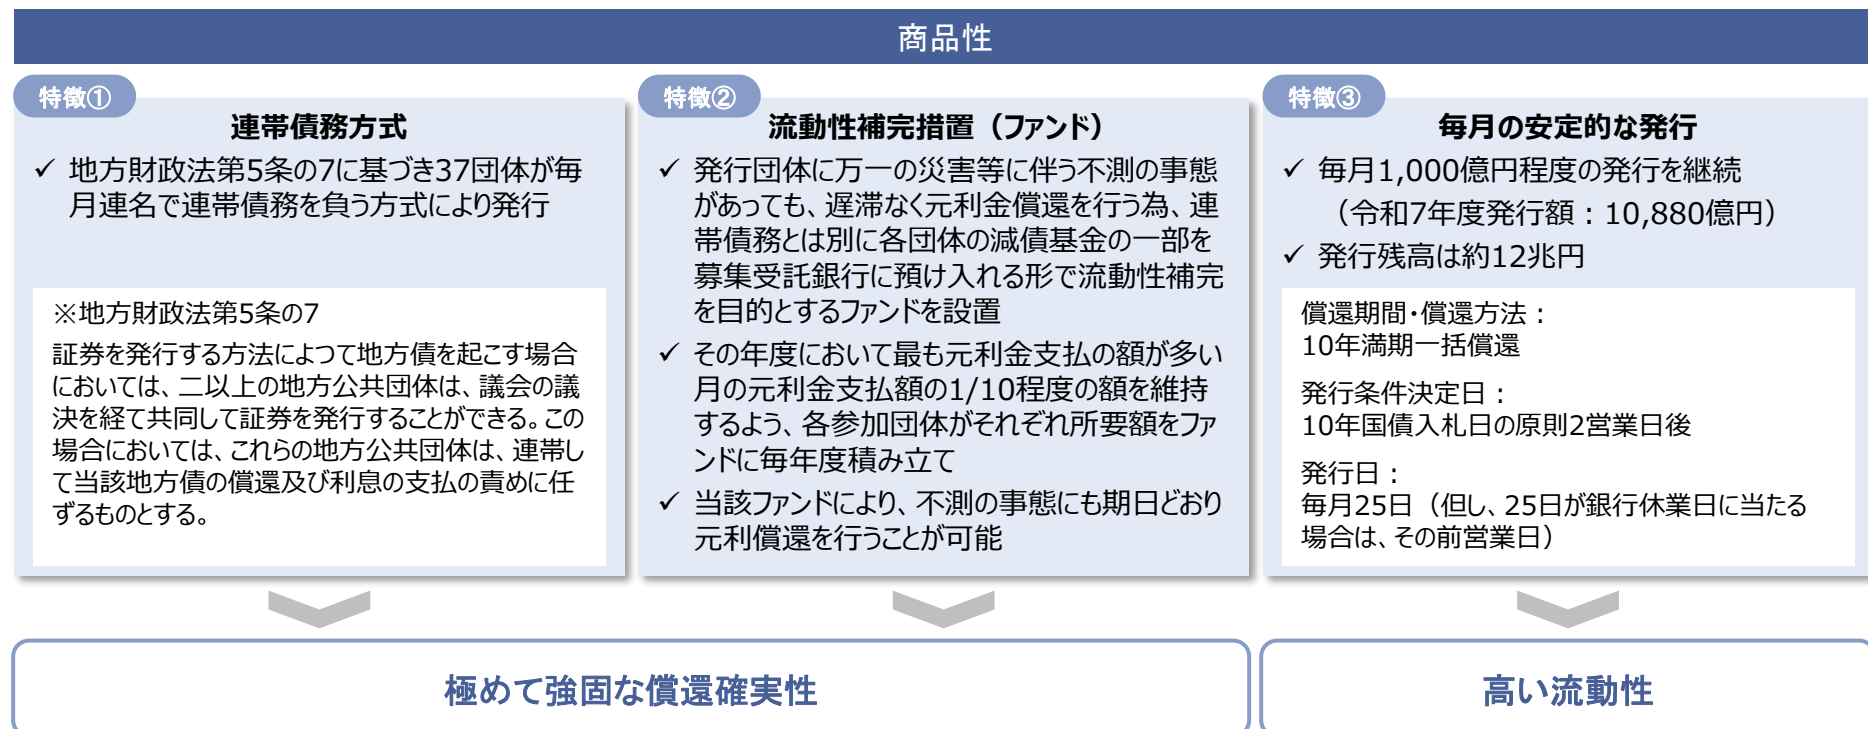 商品性
特徴①
連帯債務方式
✓ 地方財政法第5条の7に基づき37団体が毎
月連名で連帯債務を負う方式により発行
※地方財政法第5条の7
証券を発行する方法によつて地方債を起こす場合
においては、二以上の地方公共団体は、議会の議
決を経て共同して証券を発行することができる。この
場合においては、これらの地方公共団体は、連帯し
て当該地方債の償還及び利息の支払の責めに任
ずるものとする。
特徴②
流動性補完措置（ファンド）
✓ 発行団体に万一の災害等に伴う不測の事態
があっても、遅滞なく元利金償還を行う為、連
帯債務とは別に各団体の減債基金の一部を
募集受託銀行に預け入れる形で流動性補完
を目的とするファンドを設置
✓ その年度において最も元利金支払の額が多い
月の元利金支払額の1/10程度の額を維持
するよう、各参加団体がそれぞれ所要額をファ
ンドに毎年度積み立て
✓ 当該ファンドにより、不測の事態にも期日どおり
元利償還を行うことが可能
特徴③
毎月の安定的な発行
✓ 毎月1,000億円程度の発行を継続
（令和7年度発行額：10,880億円）
✓ 発行残高は約12兆円
償還期間・償還方法：
10年満期一括償還
発行条件決定日：
10年国債入札日の原則2営業日後
発行日：
毎月25日（但し、25日が銀行休業日に当たる
場合は、その前営業日）
極めて強固な償還確実性
高い流動性